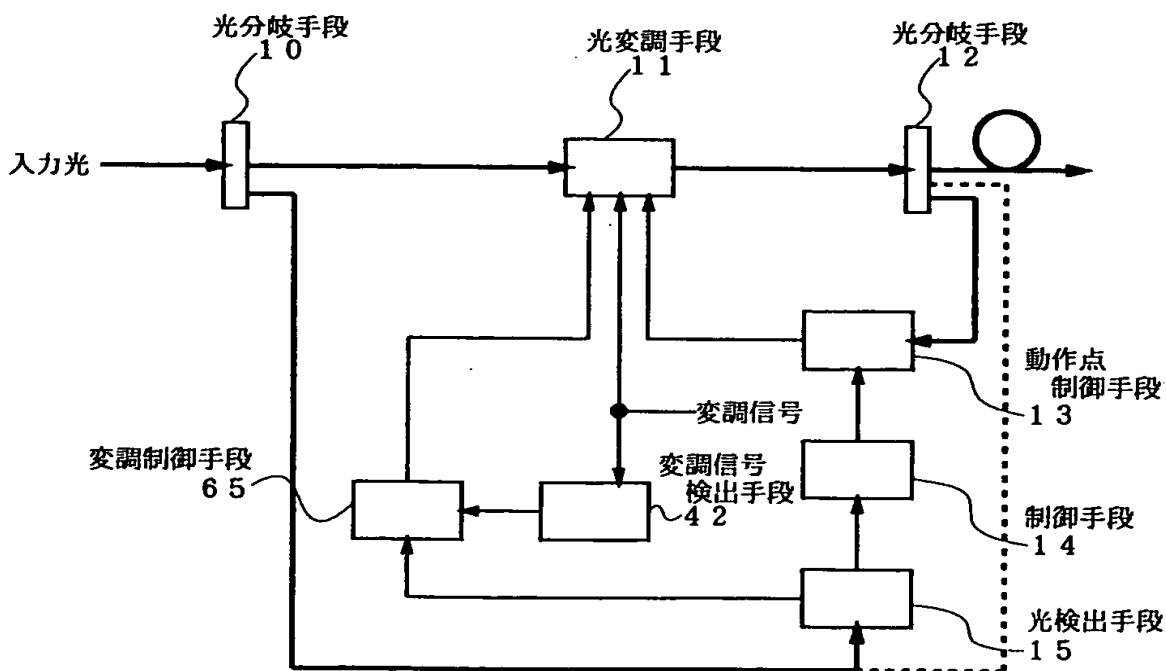 光分岐手段
１０
光変調手段
１１
光分岐手段
１２
入力光
動作点
制御手段
１３
変調信号
変調制御手段
６５
変調信号
検出手段
４２
制御手段
１４
光検出手段
１５